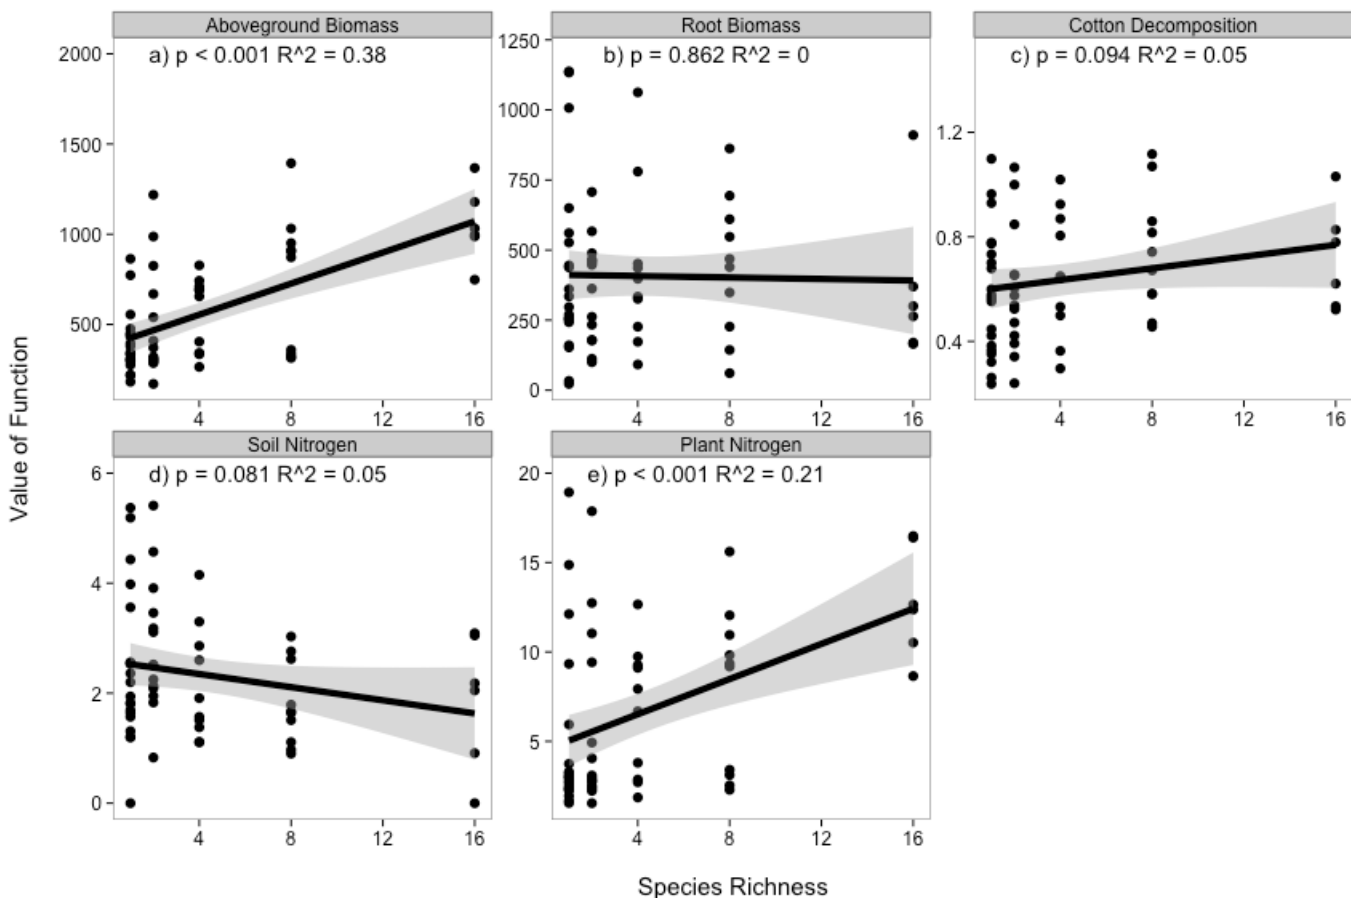 Aboveground Biomass
a) p < 0.001 R^2 = 0.38
2000
1500
1000
500
4 8 12 16
Root Biomass
b) p = 0.862 R^2 = 0
1250
1000
750
500
250
0
4 8 12 16
Cotton Decomposition
c) p = 0.094 R^2 = 0.05
1.2
0.8
0.4
4 8 12 16
Value of Function
Soil Nitrogen
d) p = 0.081 R^2 = 0.05
6
4
2
0
4 8 12 16
Plant Nitrogen
e) p < 0.001 R^2 = 0.21
20
15
10
5
4 8 12 16
Species Richness